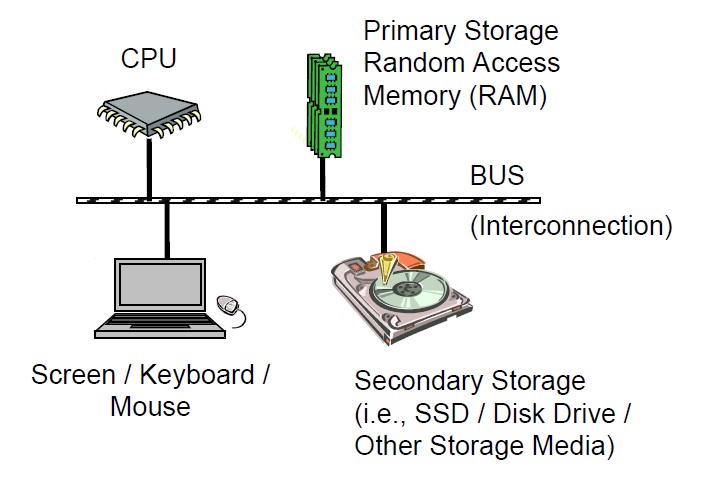 CPU
Primary Storage
Random Access
Memory (RAM)
BUS
(Interconnection)
Screen / Keyboard /
Mouse
Secondary Storage
(i.e., SSD / Disk Drive /
Other Storage Media)